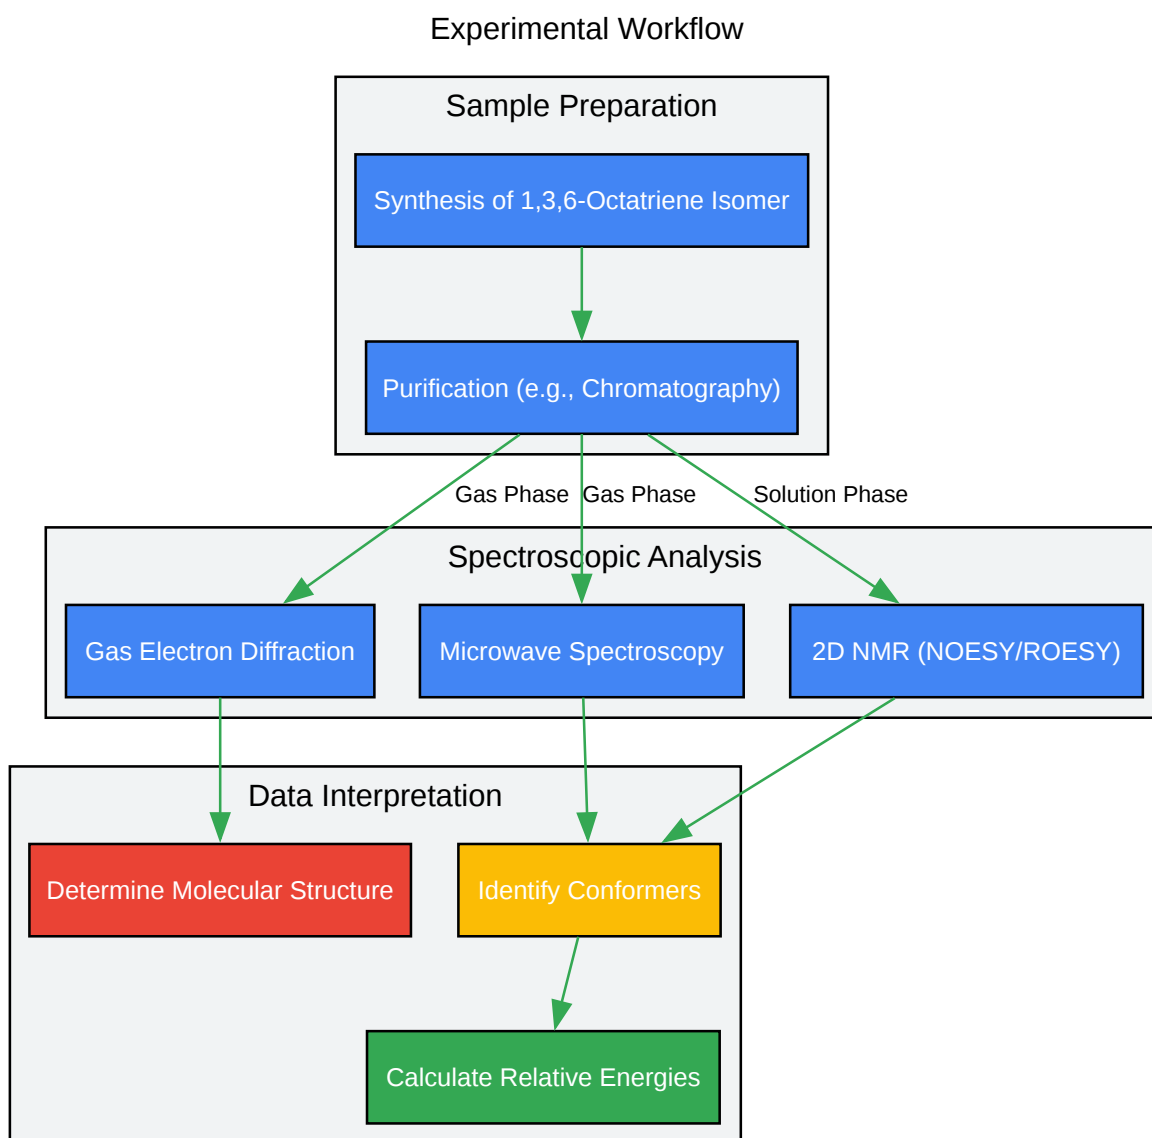 Experimental Workflow
Sample Preparation
Synthesis of 1,3,6-Octatriene Isomer
Purification (e.g., Chromatography)
Gas Phase
Gas Phase
Solution Phase
Spectroscopic Analysis
Gas Electron Diffraction
Microwave Spectroscopy
2D NMR (NOESY/ROESY)
Data Interpretation
Determine Molecular Structure
Identify Conformers
Calculate Relative Energies